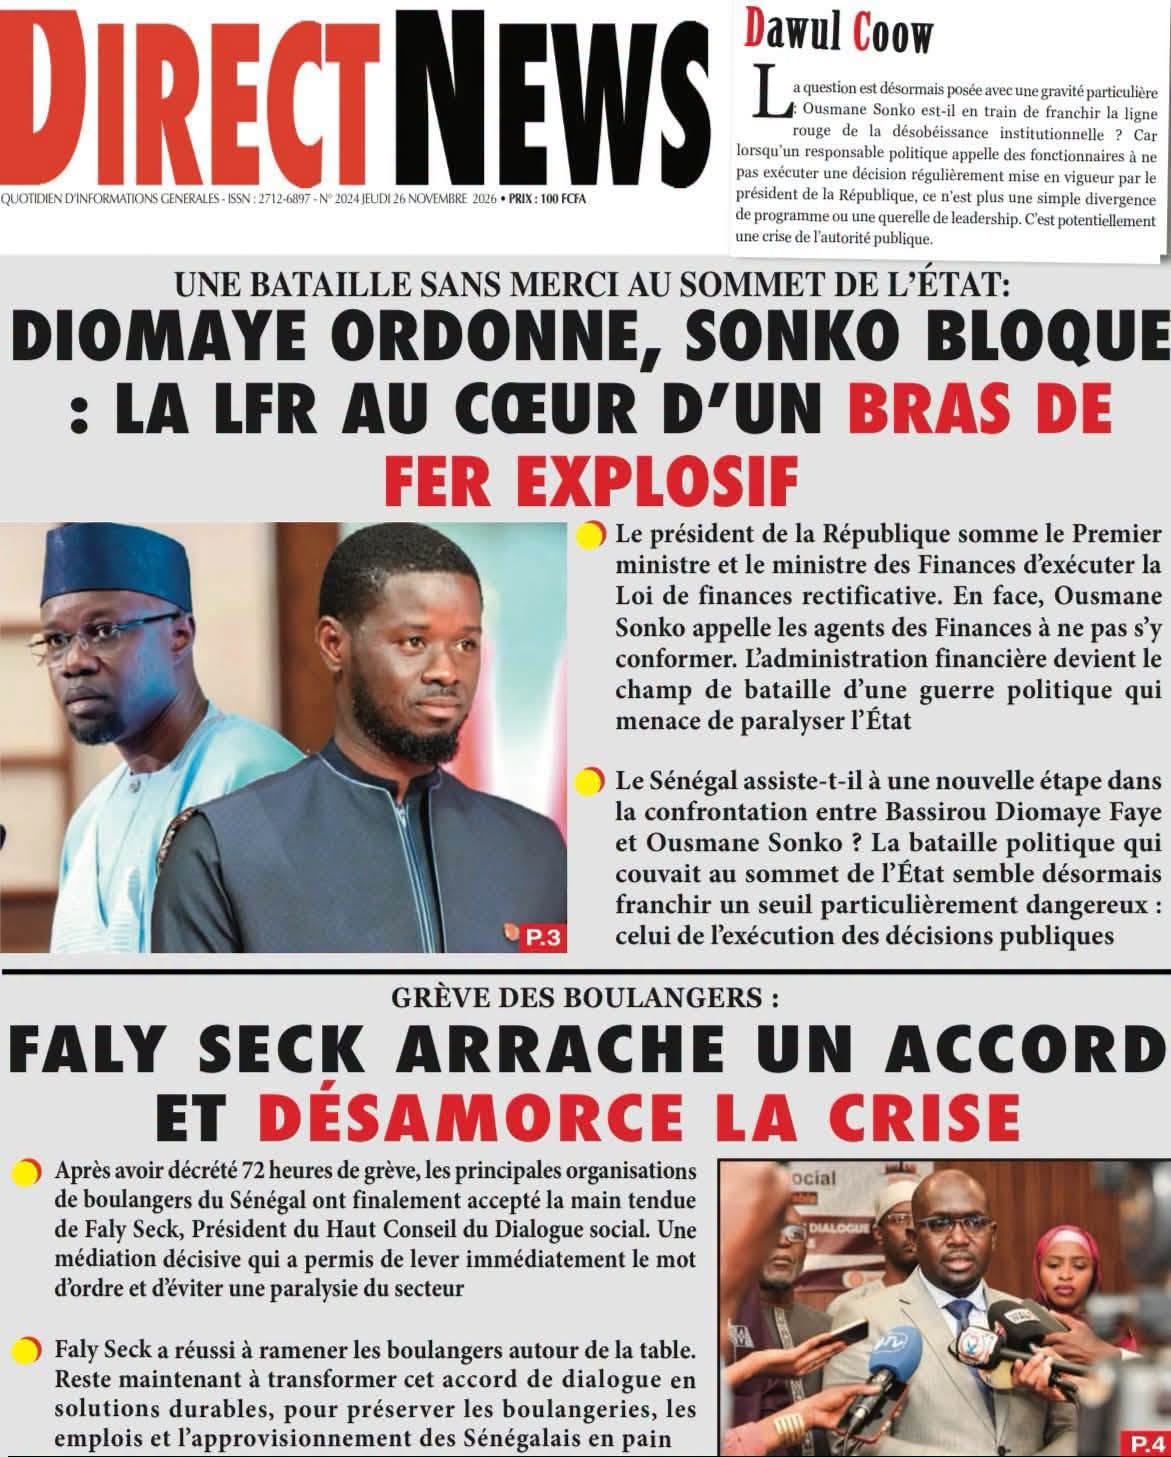 DIRECT NEWS
QUOTIDIEN D'INFORMATIONS GENERALES - ISSN : 2712-6897 - N° 2024 JEUDI 26 NOVEMBRE 2026 • PRIX : 100 FCFA
Dawul Coow
La question est désormais posée avec une gravité particulière
: Ousmane Sonko est-il en train de franchir la ligne
rouge de la désobéissance institutionnelle ? Car
lorsqu'un responsable politique appelle des fonctionnaires à ne
pas exécuter une décision régulièrement mise en vigueur par le
président de la République, ce n'est plus une simple divergence
de programme ou une querelle de leadership. C'est potentiellement
une crise de l'autorité publique.
UNE BATAILLE SANS MERCI AU SOMMET DE L'ÉTAT:
DIOMAYE ORDONNE, SONKO BLOQUE
: LA LFR AU CŒUR D'UN BRAS DE
FER EXPLOSIF
Le président de la République somme le Premier
ministre et le ministre des Finances d'exécuter la
Loi de finances rectificative. En face, Ousmane
Sonko appelle les agents des Finances à ne pas s'y
conformer. L'administration financière devient le
champ de bataille d'une guerre politique qui
menace de paralyser l'État
Le Sénégal assiste-t-il à une nouvelle étape dans
la confrontation entre Bassirou Diomaye Faye
et Ousmane Sonko ? La bataille politique qui
couvait au sommet de l'État semble désormais
franchir un seuil particulièrement dangereux :
celui de l'exécution des décisions publiques
P.3
GRÈVE DES BOULANGERS :
FALY SECK ARRACHE UN ACCORD
ET DÉSAMORCE LA CRISE
Après avoir décrété 72 heures de grève, les principales organisations
de boulangers du Sénégal ont finalement accepté la main tendue
de Faly Seck, Président du Haut Conseil du Dialogue social. Une
médiation décisive qui a permis de lever immédiatement le mot
d'ordre et d'éviter une paralysie du secteur
Faly Seck a réussi à ramener les boulangers autour de la table.
Reste maintenant à transformer cet accord de dialogue en
solutions durables, pour préserver les boulangeries, les
emplois et l'approvisionnement des Sénégalais en pain
ocial
DIALOGUE
P.4